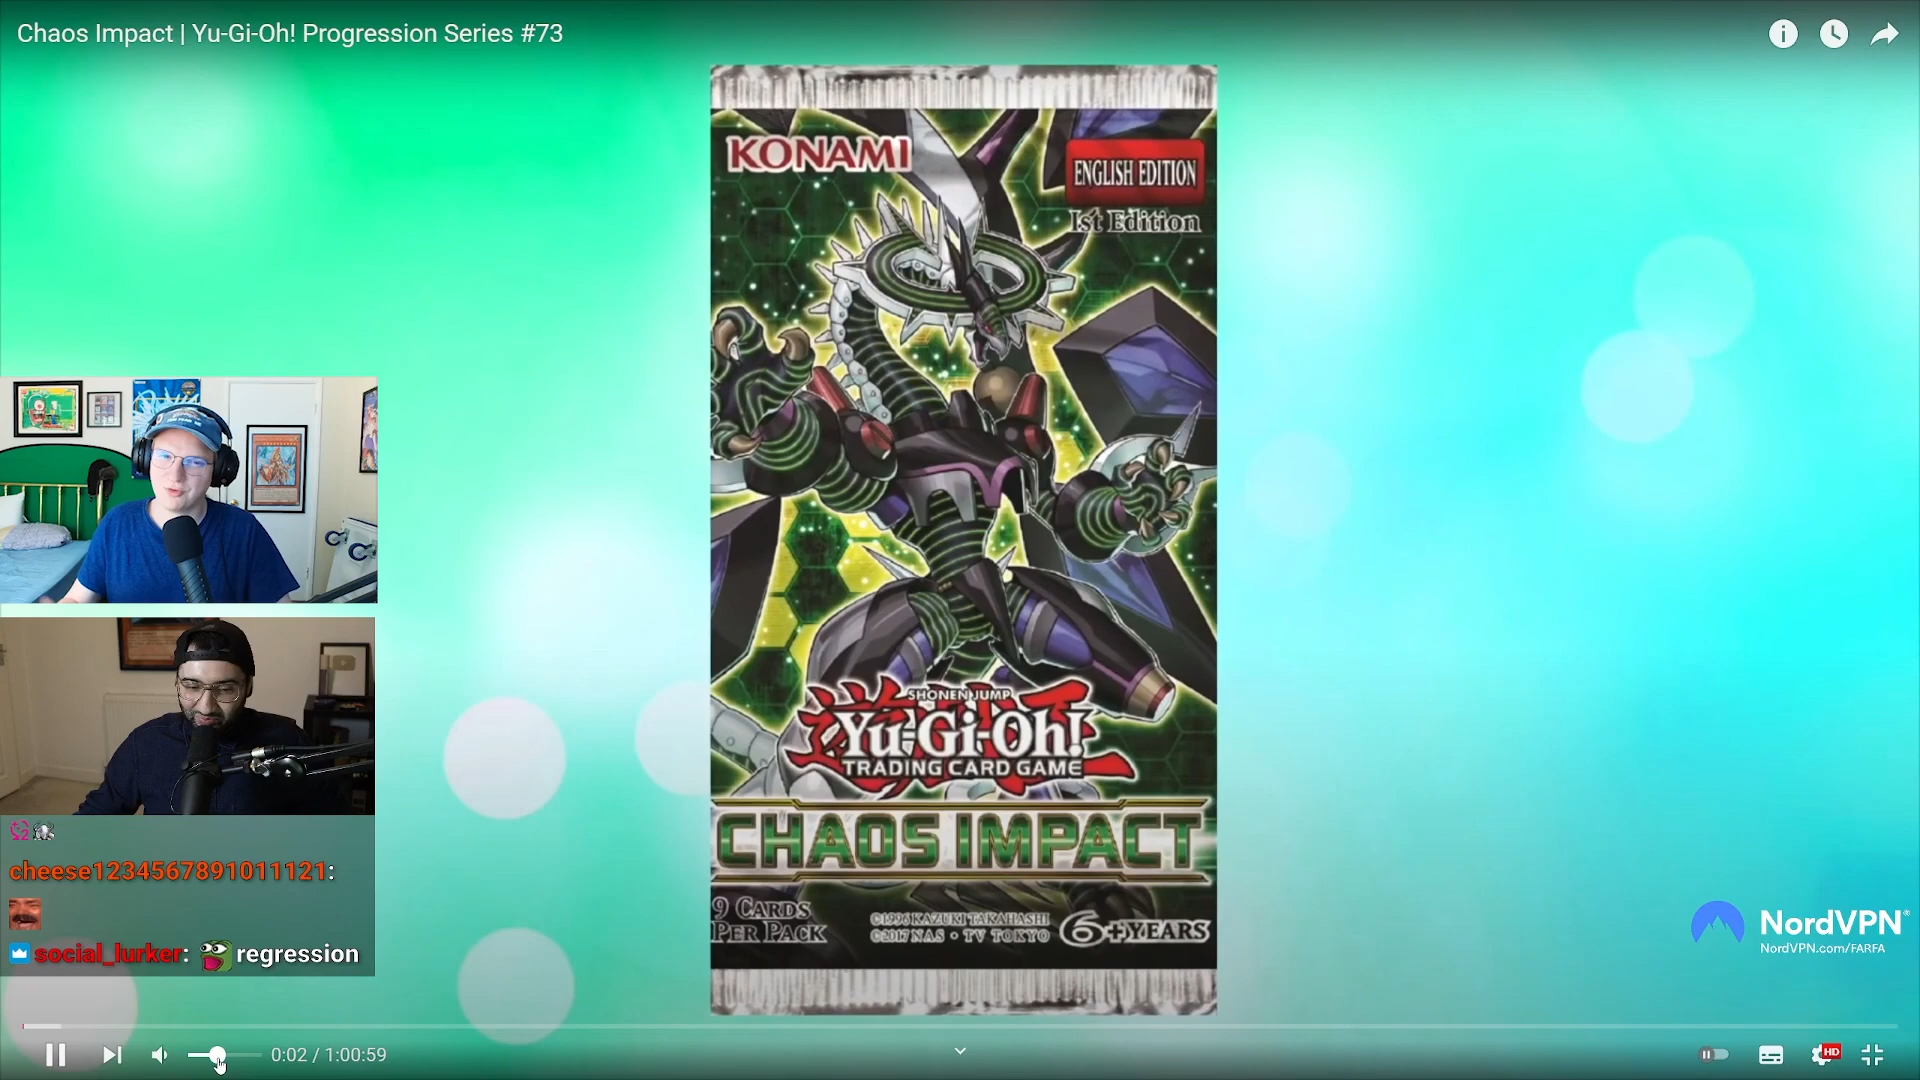 Chaos Impact | Yu-Gi-Oh! Progression Series #73
KONAMI
ENGLISH EDITION
1st Edition
SHONEN JUMP
Yu-Gi-Oh!
TRADING CARD GAME
CHAOS IMPACT
9 CARDS
PER PACK
©1996 KAZUKI TAKAHASHI
©2017 NAS • TV TOKYO
6+YEARS
cheese1234567891011121:
social_lurker: regression
NordVPN®
NordVPN.com/FARFA
0:02 / 1:00:59
HD